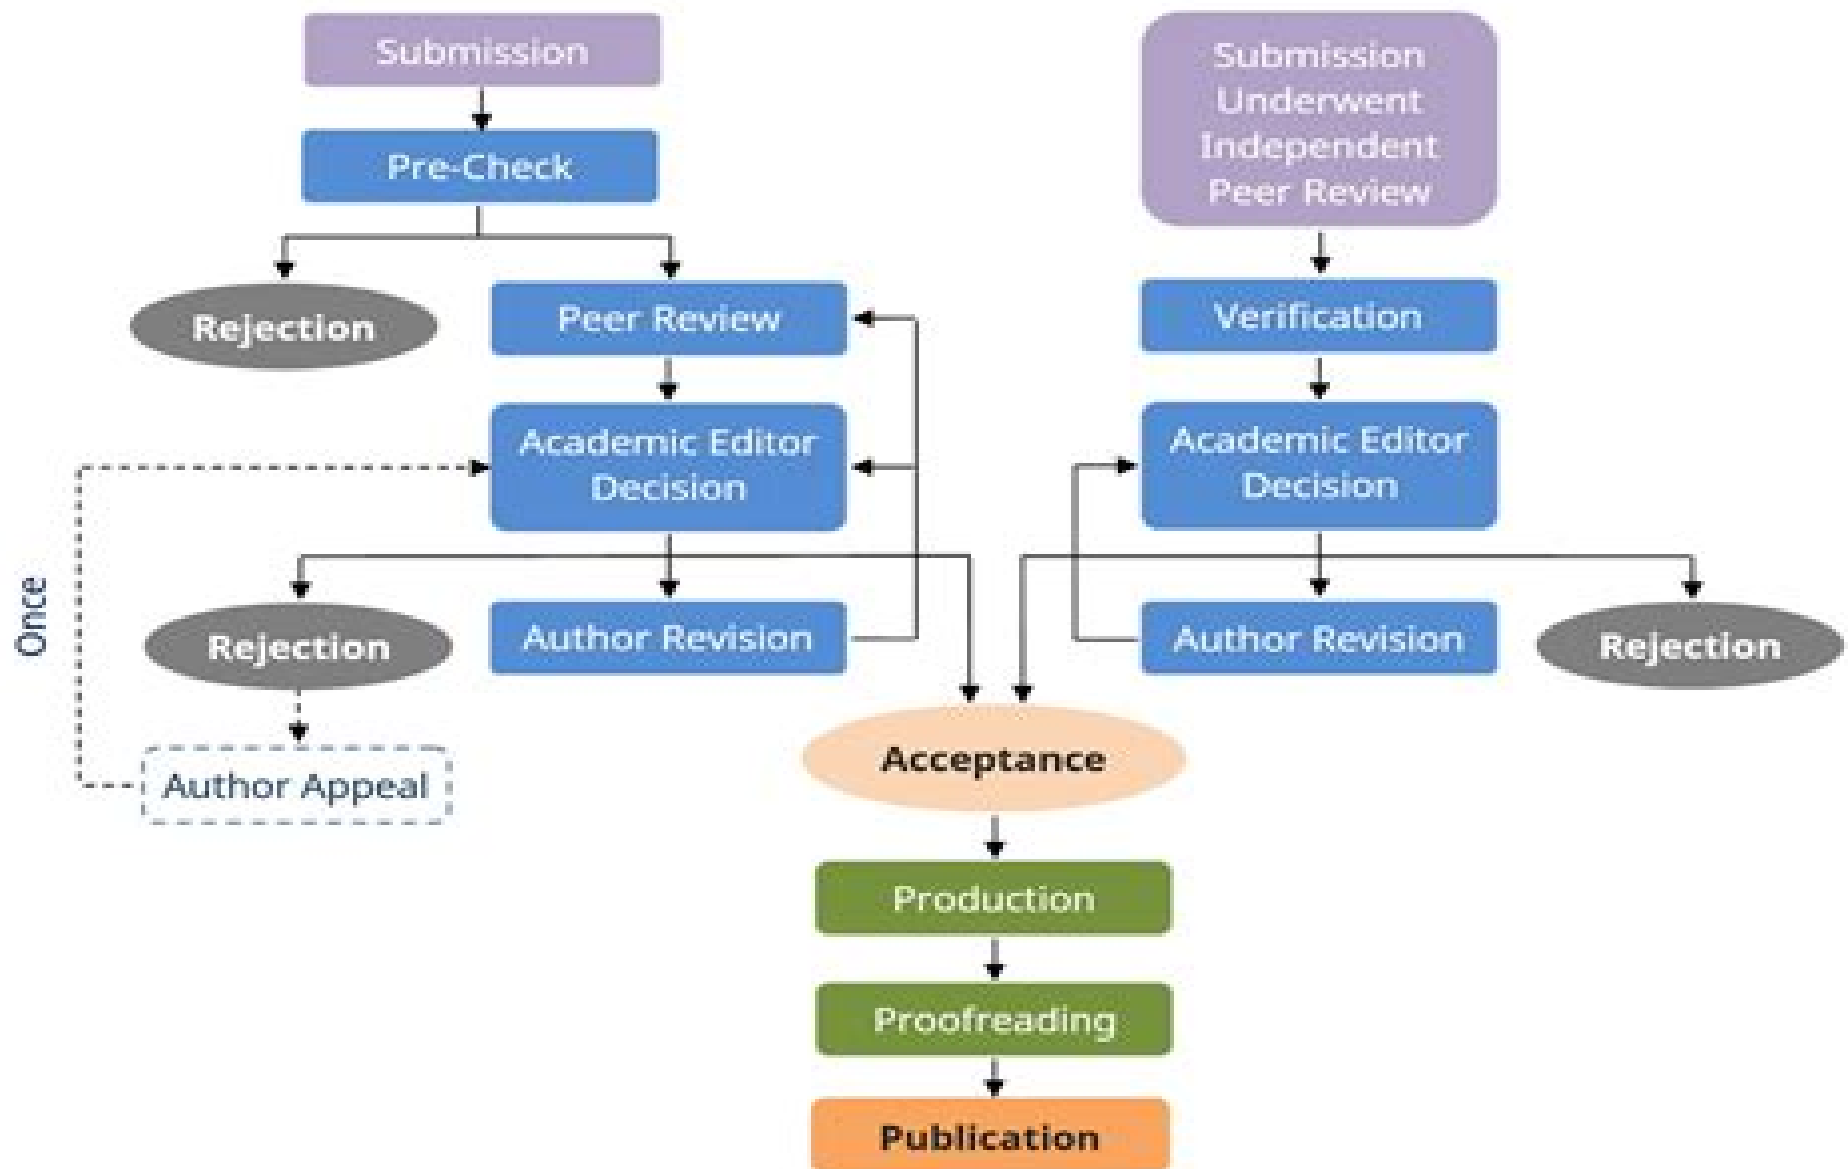 Submission
Pre-Check
Rejection
Peer Review
Academic Editor
Decision
Once
Rejection
Author Revision
Author Appeal
Submission
Underwent
Independent
Peer Review
Verification
Academic Editor
Decision
Author Revision
Rejection
Acceptance
Production
Proofreading
Publication